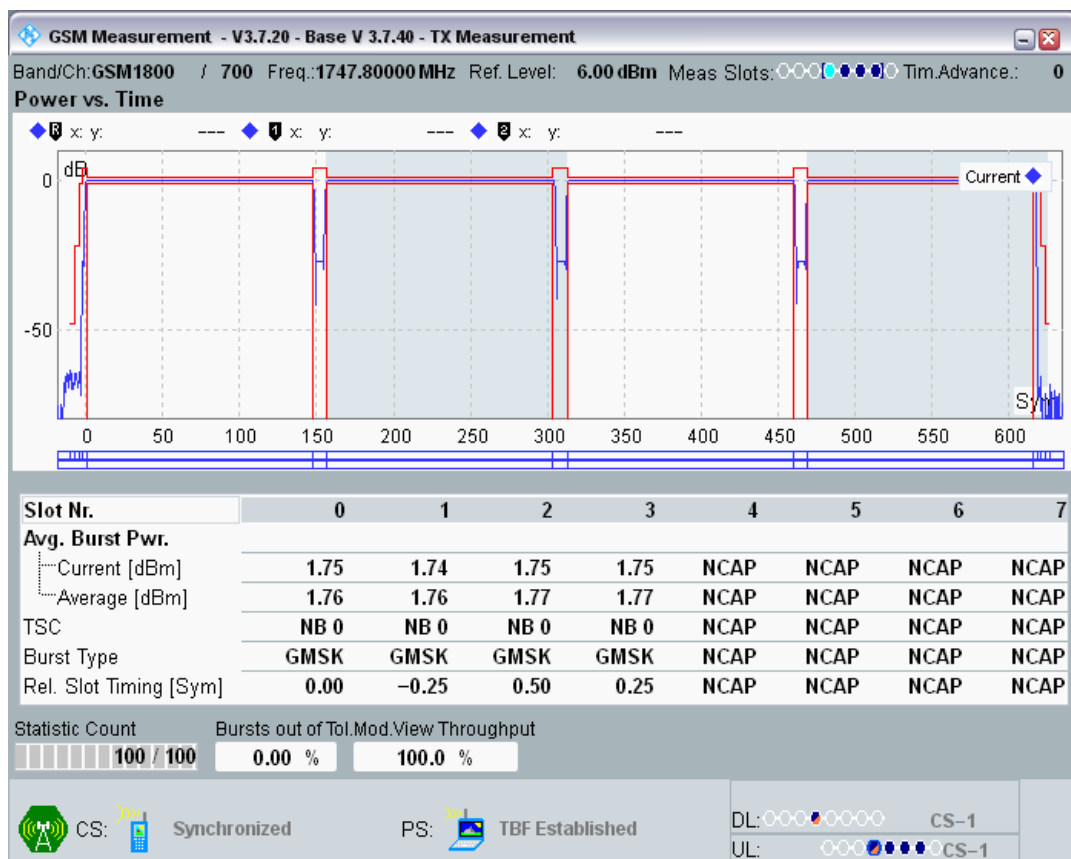 GSM Measurement - V3.7.20 - Base V 3.7.40 - TX Measurement
Band/Ch:GSM1800 / 700 Freq.:1747.80000 MHz Ref. Level: 6.00 dBm Meas Slots: Tim.Advance.: 0
Power vs. Time
R x: y: --- 1 x: y: --- 2 x: y: ---
dB
Current
0
-50
Sym
0 50 100 150 200 250 300 350 400 450 500 550 600
Slot Nr. 0 1 2 3 4 5 6 7
Avg. Burst Pwr.
Current [dBm] 1.75 1.74 1.75 1.75 NCAP NCAP NCAP NCAP
Average [dBm] 1.76 1.76 1.77 1.77 NCAP NCAP NCAP NCAP
TSC NB 0 NB 0 NB 0 NB 0 NCAP NCAP NCAP NCAP
Burst Type GMSK GMSK GMSK GMSK NCAP NCAP NCAP NCAP
Rel. Slot Timing [Sym] 0.00 −0.25 0.50 0.25 NCAP NCAP NCAP NCAP
Statistic Count Bursts out of Tol.Mod.View Throughput
100 / 100 0.00 % 100.0 %
CS: Synchronized PS: TBF Established
DL: CS−1
UL: CS−1